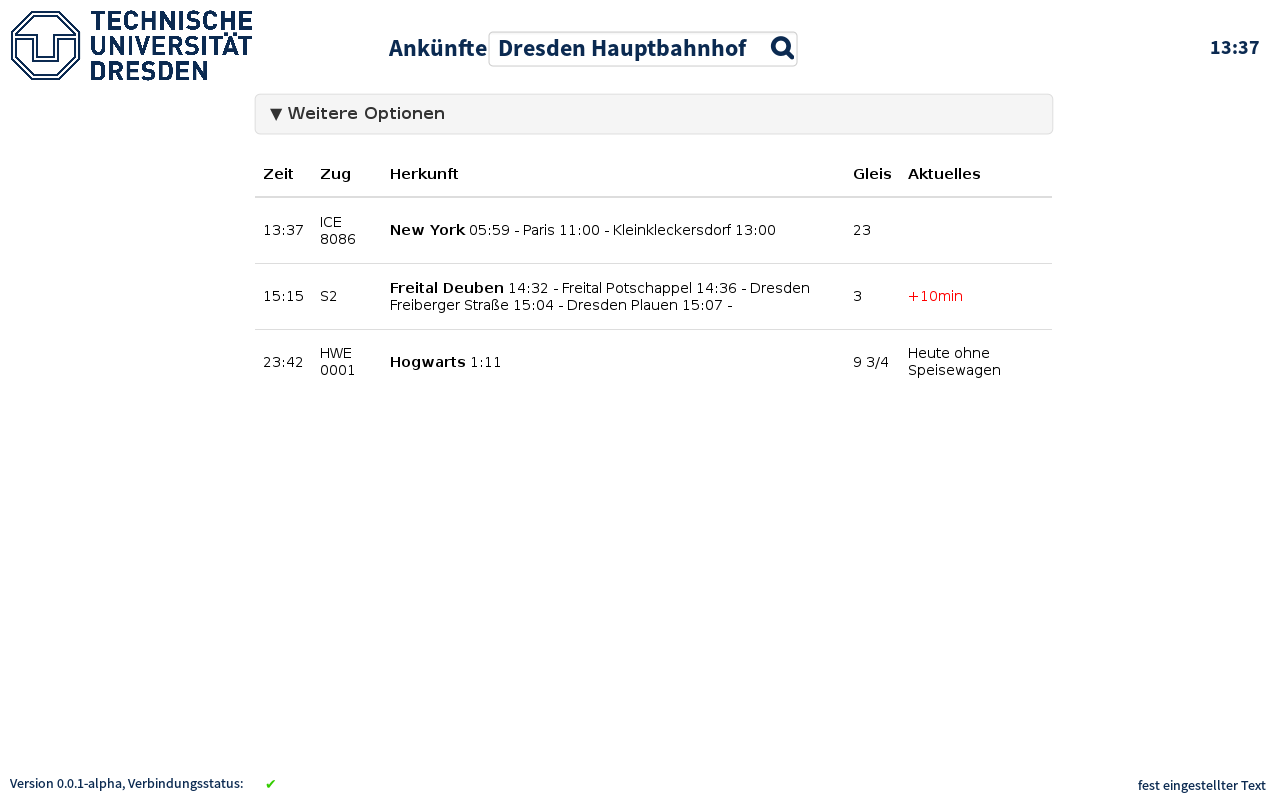 TECHNISCHE
UNIVERSITÄT
DRESDEN
Ankünfte Dresden Hauptbahnhof
13:37
▼ Weitere Optionen
Zeit Zug Herkunft Gleis Aktuelles
13:37 ICE 8086 New York 05:59 - Paris 11:00 - Kleinkleckersdorf 13:00 23
15:15 S2 Freital Deuben 14:32 - Freital Potschappel 14:36 - Dresden
Freiberger Straße 15:04 - Dresden Plauen 15:07 - 3 +10min
23:42 HWE 0001 Hogwarts 1:11 9 3/4 Heute ohne
Speisewagen
Version 0.0.1-alpha, Verbindungsstatus: ✔
fest eingestellter Text